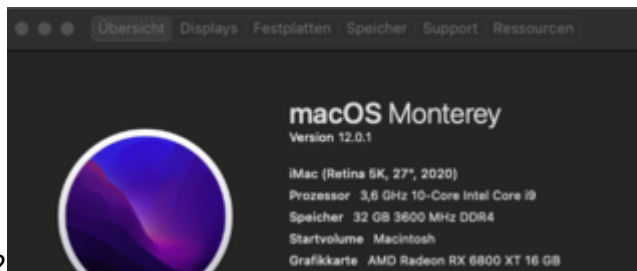 Übersicht Displays Festplatten Speicher Support Ressourcen
macOS Monterey
Version 12.0.1
iMac (Retina 5K, 27", 2020)
Prozessor 3,6 GHz 10-Core Intel Core i9
Speicher 32 GB 3600 MHz DDR4
Startvolume Macintosh
Grafikkarte AMD Radeon RX 6800 XT 16 GB